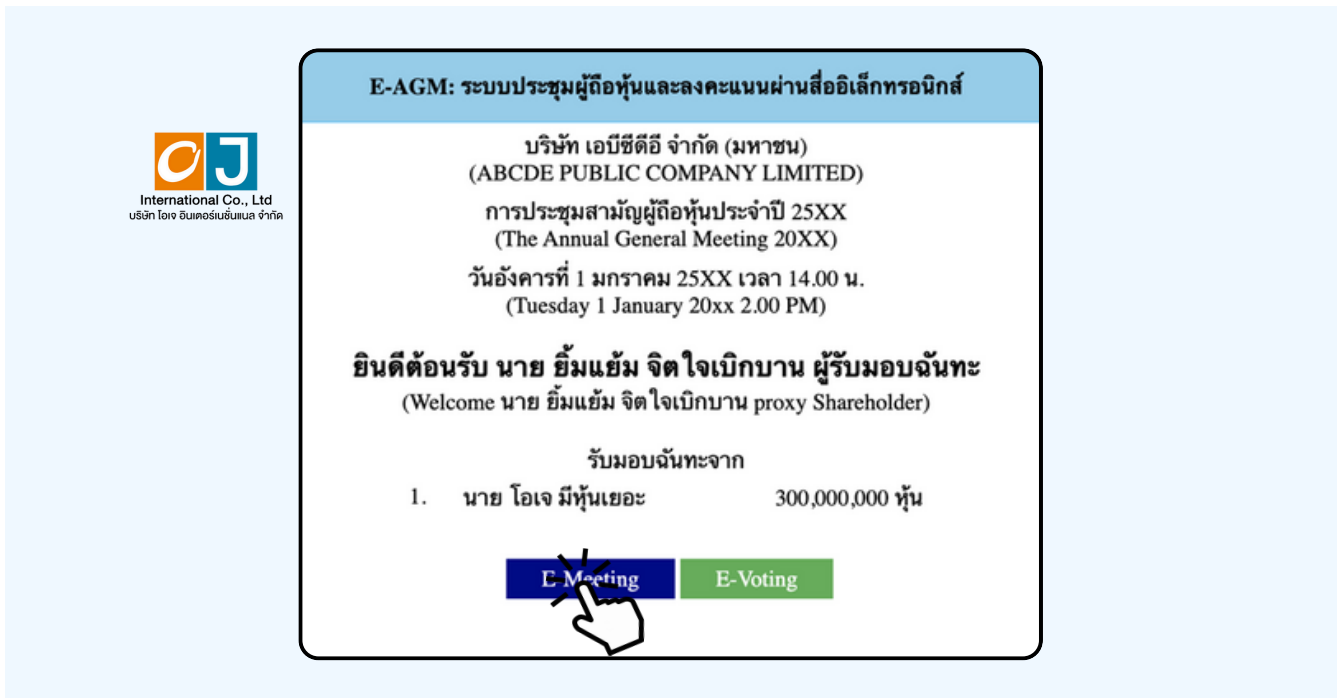 E-AGM: ระบบประชุมผู้ถือหุ้นและลงคะแนนผ่านสื่ออิเล็กทรอนิกส์
บริษัท เอบีซีดีอี จำกัด (มหาชน)
(ABCDE PUBLIC COMPANY LIMITED)
OJ
International Co., Ltd
บริษัท โอเจ อินเตอร์เนชั่นแนล จำกัด
การประชุมสามัญผู้ถือหุ้นประจำปี 25XX
(The Annual General Meeting 20XX)
วันอังคารที่ 1 มกราคม 25XX เวลา 14.00 น.
(Tuesday 1 January 20xx 2.00 PM)
ยินดีต้อนรับ นาย ยิ้มแย้ม จิตใจเบิกบาน ผู้รับมอบฉันทะ
(Welcome นาย ยิ้มแย้ม จิตใจเบิกบาน proxy Shareholder)
รับมอบฉันทะจาก
1. นาย โอเจ มีหุ้นเยอะ 300,000,000 หุ้น
E-Meeting E-Voting